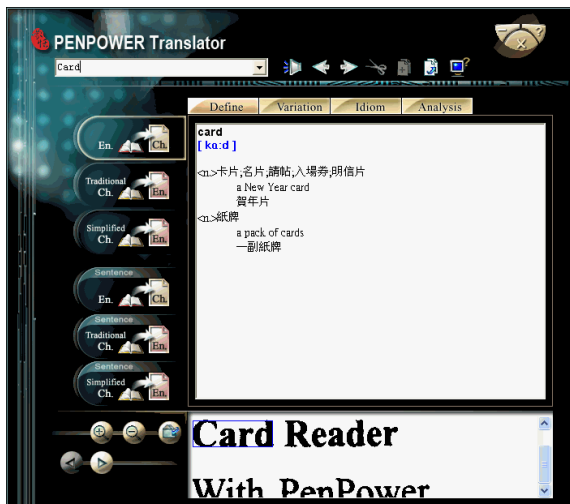 PENPOWER Translator
Card
Define Variation Idiom Analysis
En. Ch.
Traditional
Ch. En.
Simplified
Ch. En.
Sentence
En. Ch.
Sentence
Traditional
Ch. En.
Sentence
Simplified
Ch. En.
card
[ kɑ:d ]
<n.>卡片,名片,請帖,入場券,明信片
a New Year card
賀年片
<n.>紙牌
a pack of cards
一副紙牌
Card Reader
With PenPower